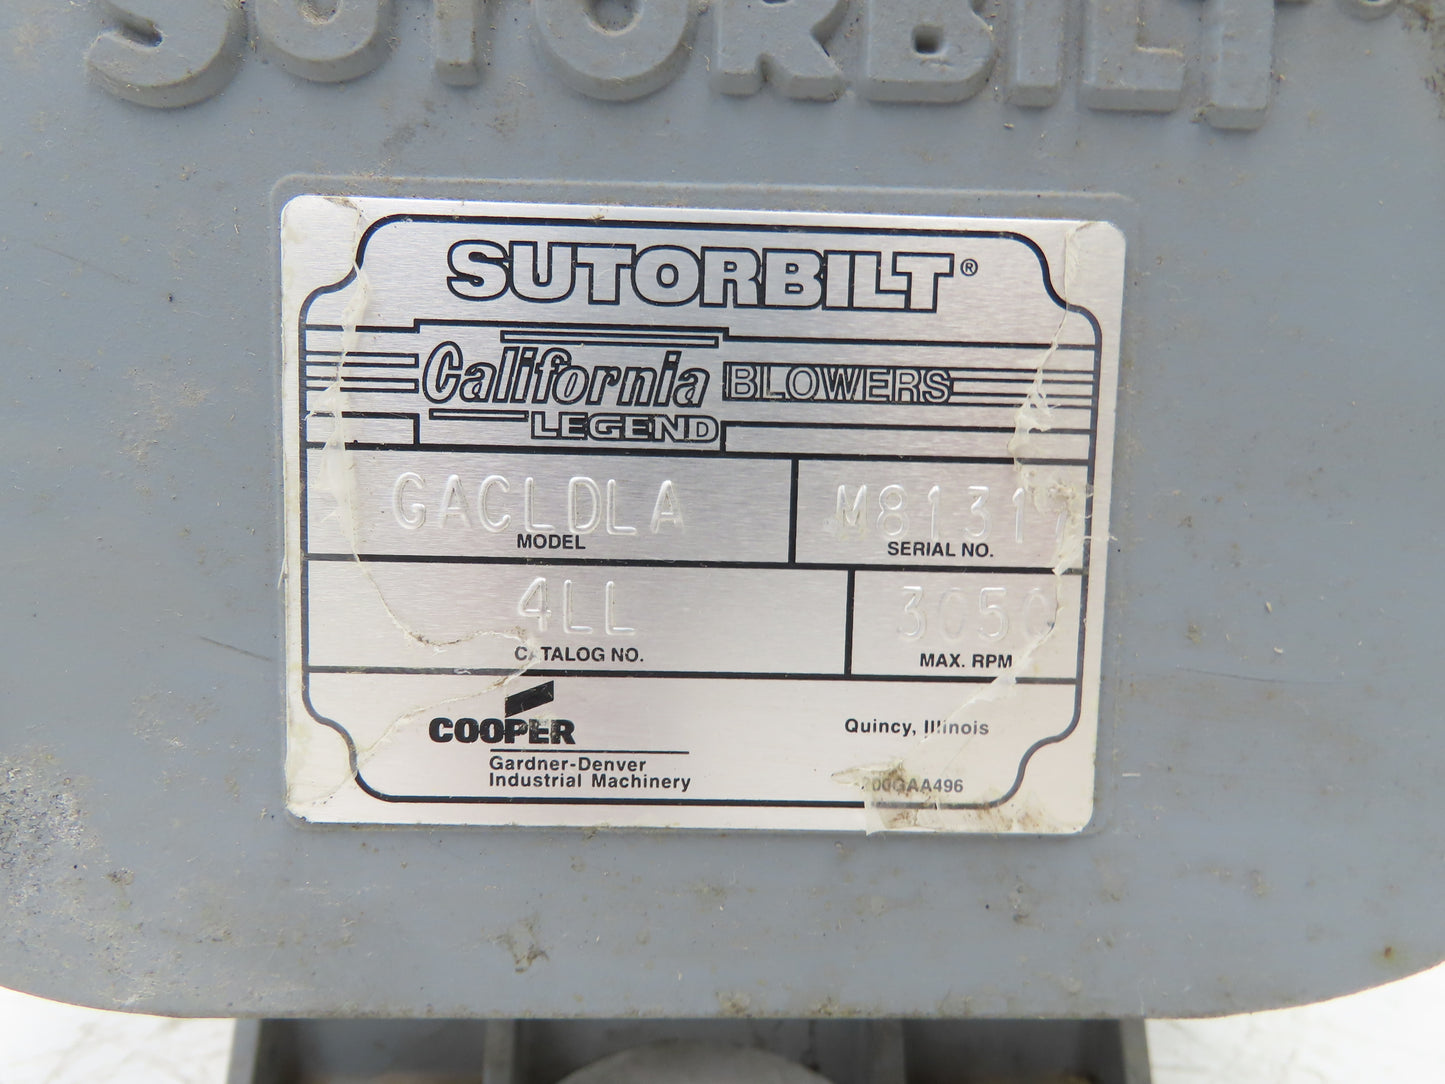 SUTORBILT
SUTORBILT®
California BLOWERS
LEGEND
GACLDLA
MODEL
M81317
SERIAL NO.
4LL
CATALOG NO.
3050
MAX. RPM
COOPER
Quincy, Illinois
Gardner-Denver
Industrial Machinery
200GAA496